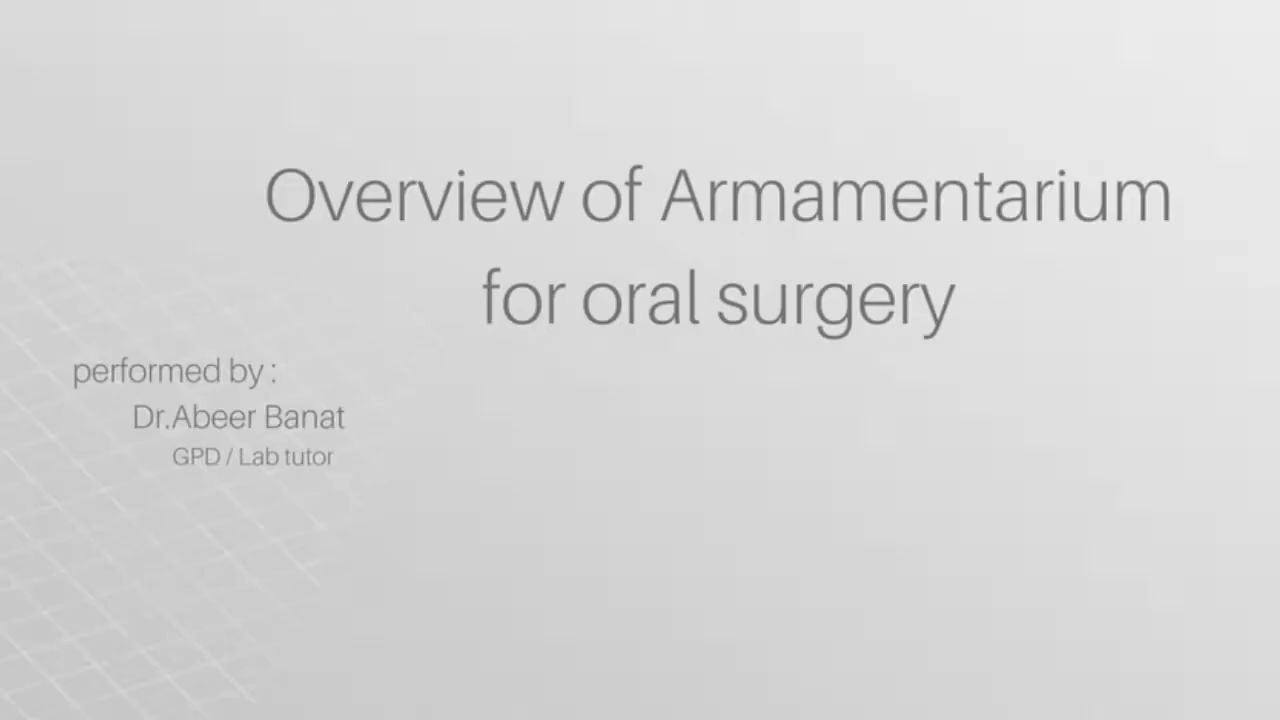 Overview of Armamentarium
for oral surgery
performed by :
Dr.Abeer Banat
GPD / Lab tutor